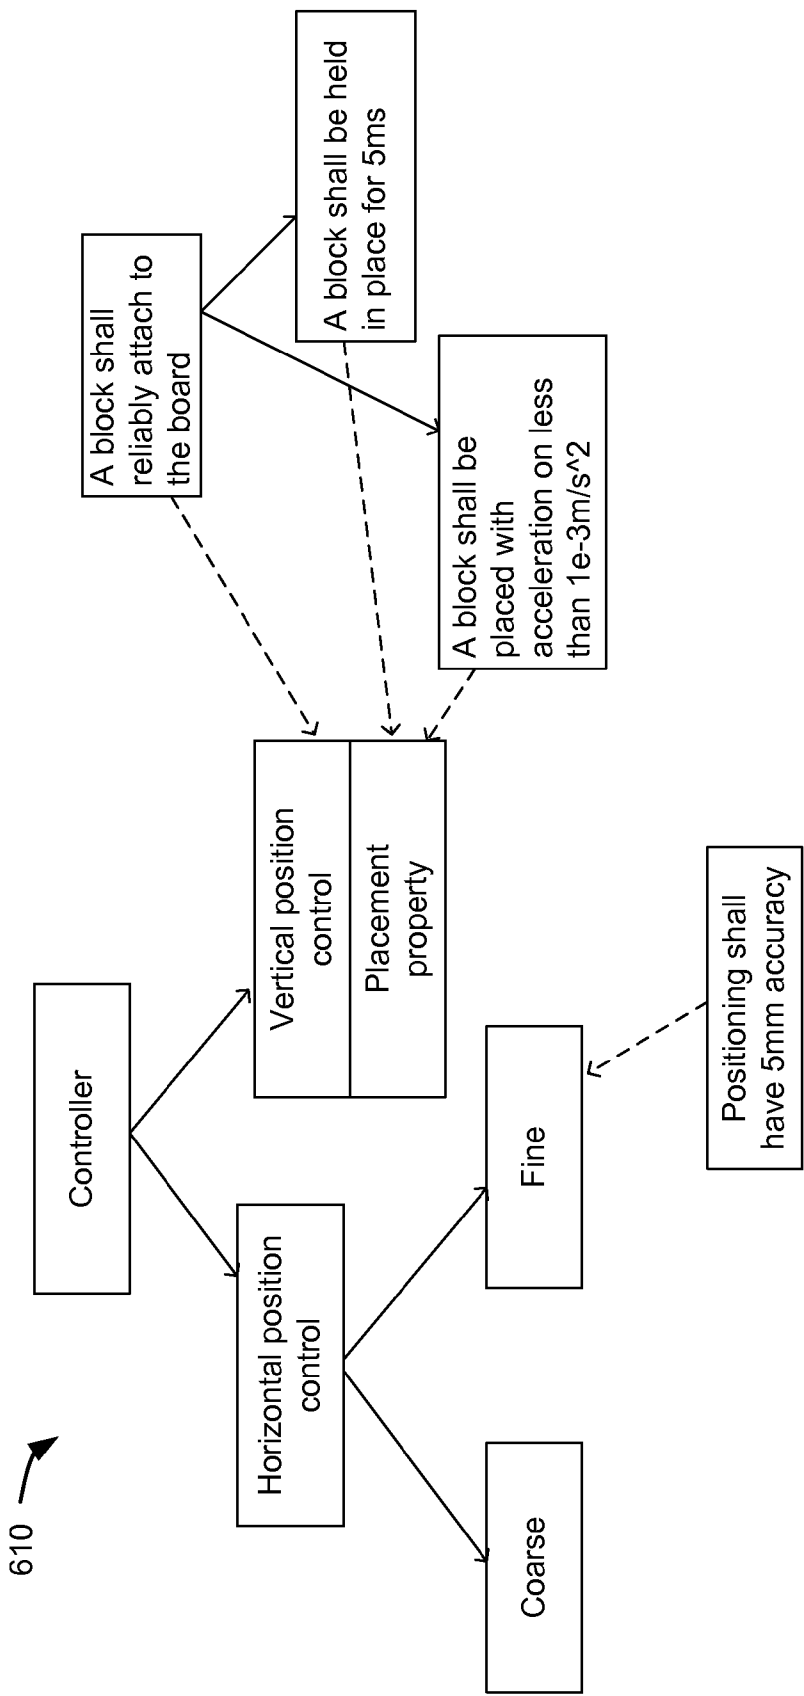 610
Controller
Horizontal position
control
Vertical position
control
Placement
property
Coarse
Fine
Positioning shall
have 5mm accuracy
A block shall
reliably attach to
the board
A block shall be held
in place for 5ms
A block shall be
placed with
acceleration on less
than 1e-3m/s^2